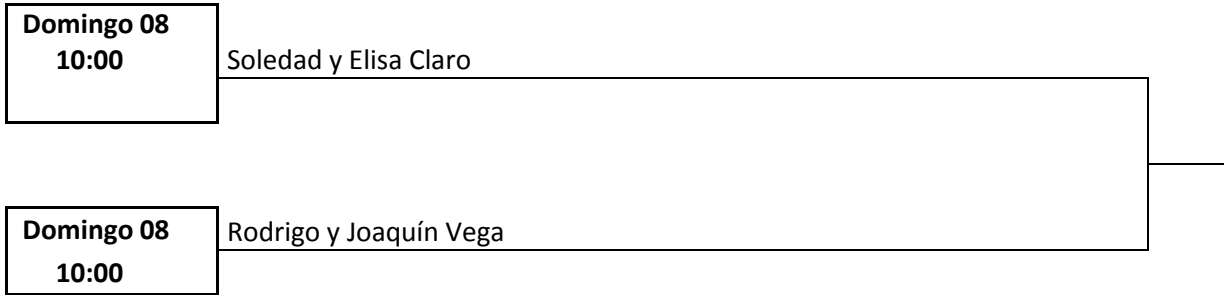 Domingo 08
10:00
Soledad y Elisa Claro
Domingo 08
10:00
Rodrigo y Joaquín Vega